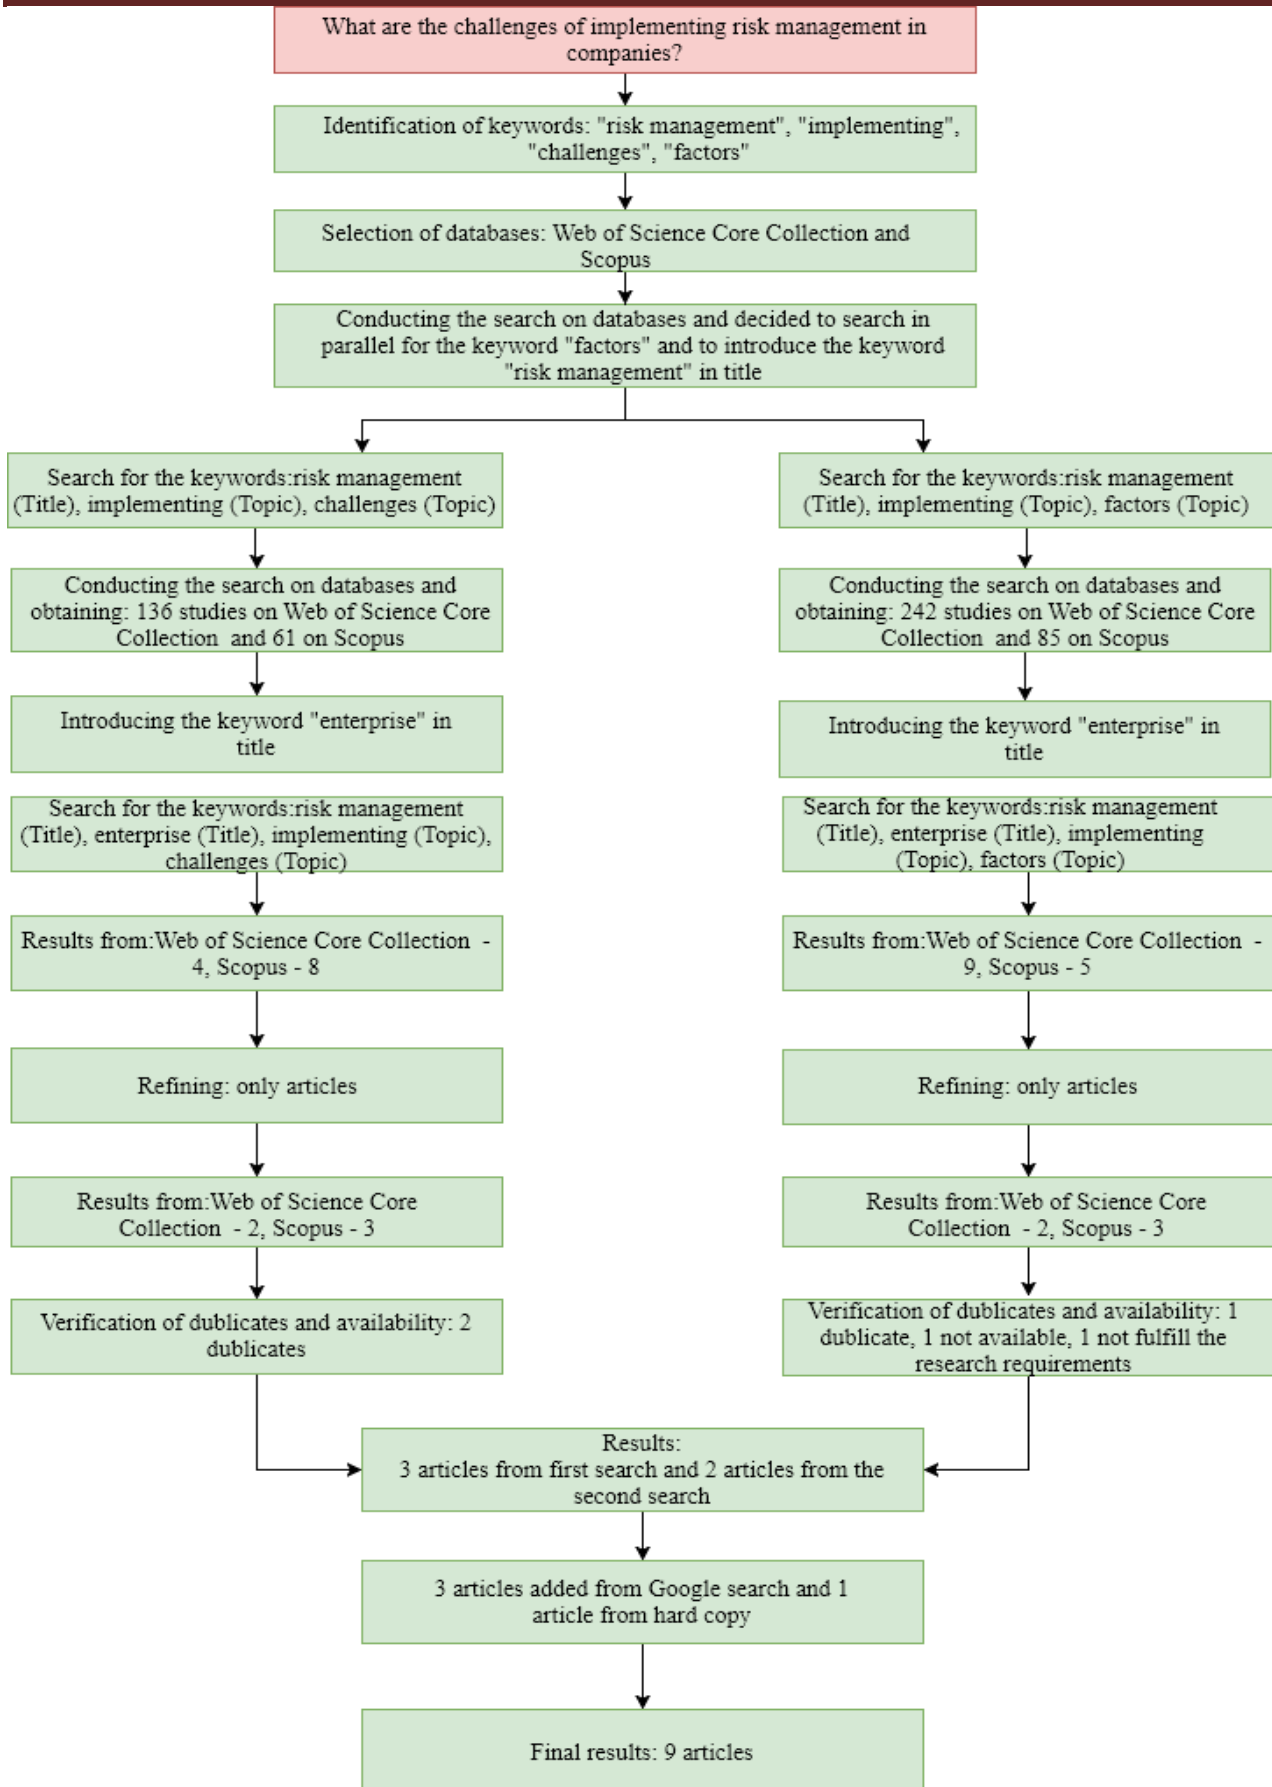 What are the challenges of implementing risk management in
companies?
Identification of keywords: "risk management", "implementing",
"challenges", "factors"
Selection of databases: Web of Science Core Collection and
Scopus
Conducting the search on databases and decided to search in
parallel for the keyword "factors" and to introduce the keyword
"risk management" in title
Search for the keywords:risk management
(Title), implementing (Topic), challenges (Topic)
Conducting the search on databases and
obtaining: 136 studies on Web of Science Core
Collection and 61 on Scopus
Introducing the keyword "enterprise" in
title
Search for the keywords:risk management
(Title), enterprise (Title), implementing (Topic),
challenges (Topic)
Results from:Web of Science Core Collection -
4, Scopus - 8
Refining: only articles
Results from:Web of Science Core
Collection - 2, Scopus - 3
Verification of dublicates and availability: 2
dublicates
Search for the keywords:risk management
(Title), implementing (Topic), factors (Topic)
Conducting the search on databases and
obtaining: 242 studies on Web of Science Core
Collection and 85 on Scopus
Introducing the keyword "enterprise" in
title
Search for the keywords:risk management
(Title), enterprise (Title), implementing
(Topic), factors (Topic)
Results from:Web of Science Core Collection -
9, Scopus - 5
Refining: only articles
Results from:Web of Science Core
Collection - 2, Scopus - 3
Verification of dublicates and availability: 1
dublicate, 1 not available, 1 not fulfill the
research requirements
Results:
3 articles from first search and 2 articles from the
second search
3 articles added from Google search and 1
article from hard copy
Final results: 9 articles